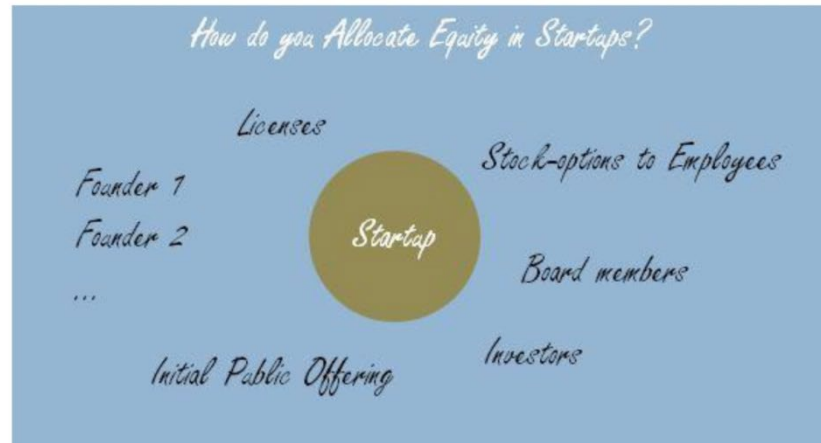 How do you Allocate Equity in Startups?
Licenses
Stock-options to Employees
Founder 1
Founder 2
...
Startup
Board members
Investors
Initial Public Offering